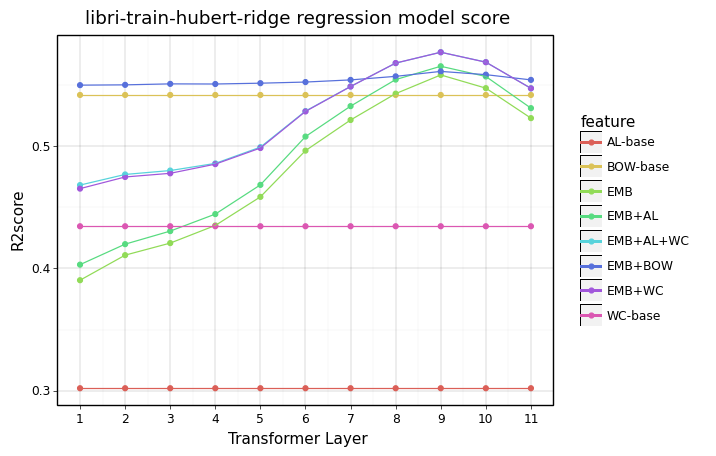 libri-train-hubert-ridge regression model score
R2score
0.5
0.4
0.3
1 2 3 4 5 6 7 8 9 10 11
Transformer Layer
feature
AL-base
BOW-base
EMB
EMB+AL
EMB+AL+WC
EMB+BOW
EMB+WC
WC-base